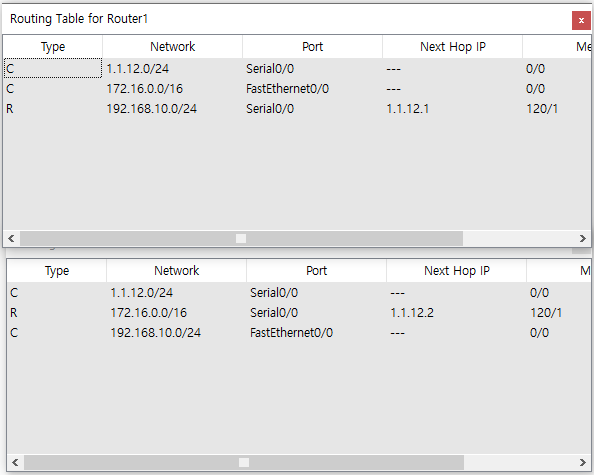 Routing Table for Router1
x
Type Network Port Next Hop IP Me
C 1.1.12.0/24 Serial0/0 --- 0/0
C 172.16.0.0/16 FastEthernet0/0 --- 0/0
R 192.168.10.0/24 Serial0/0 1.1.12.1 120/1
Type Network Port Next Hop IP M
C 1.1.12.0/24 Serial0/0 --- 0/0
R 172.16.0.0/16 Serial0/0 1.1.12.2 120/1
C 192.168.10.0/24 FastEthernet0/0 --- 0/0